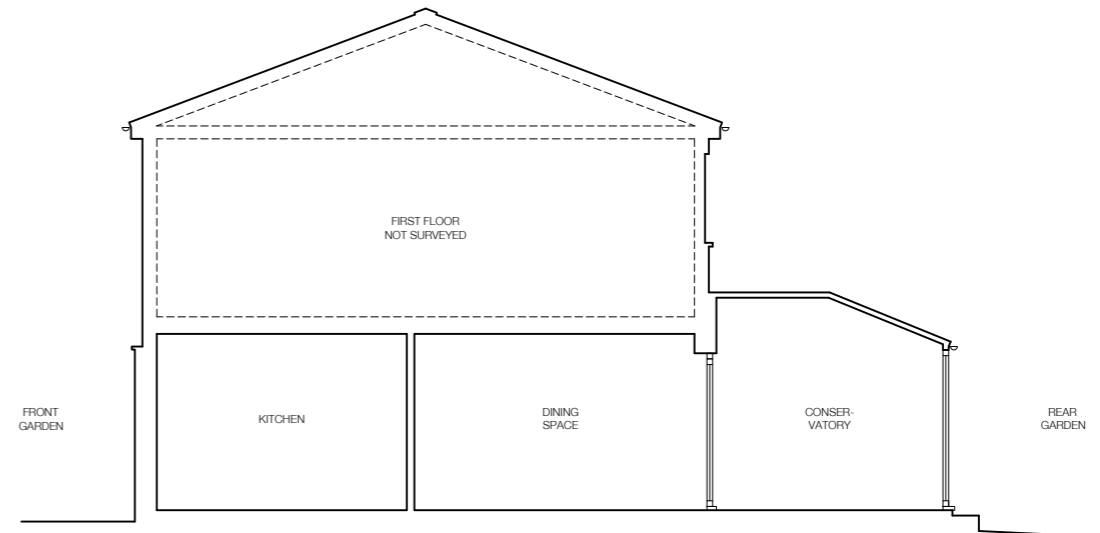 FIRST FLOOR
NOT SURVEYED
FRONT
GARDEN
KITCHEN
DINING
SPACE
CONSER-
VATORY
REAR
GARDEN